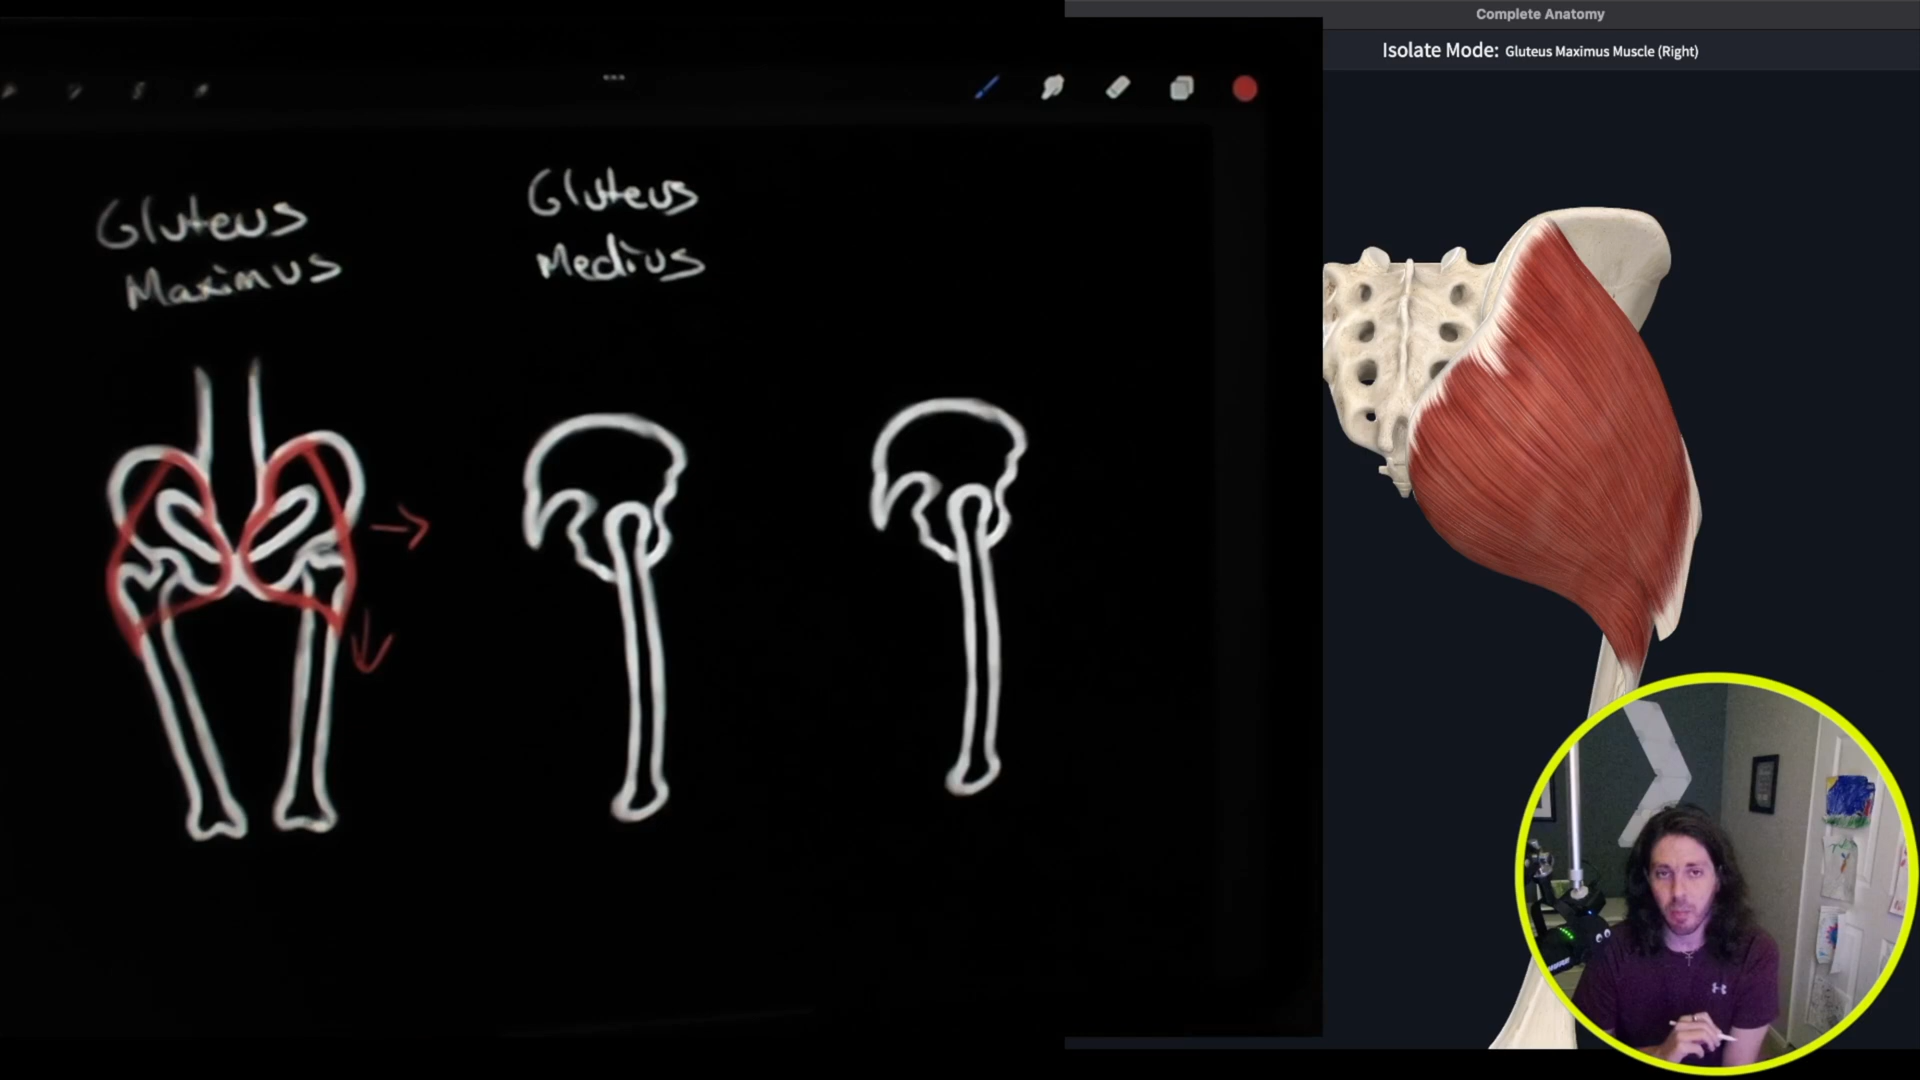 Complete Anatomy
Isolate Mode: Gluteus Maximus Muscle (Right)
Gluteus
Maximus
Gluteus
Medius